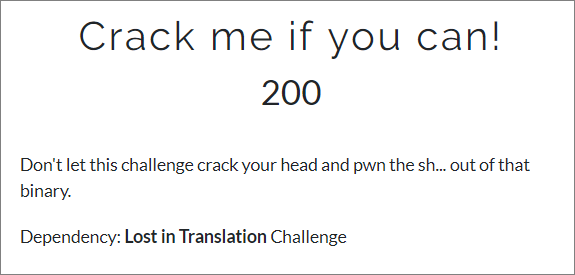 Crack me if you can!
200
Don't let this challenge crack your head and pwn the sh... out of that
binary.
Dependency: Lost in Translation Challenge